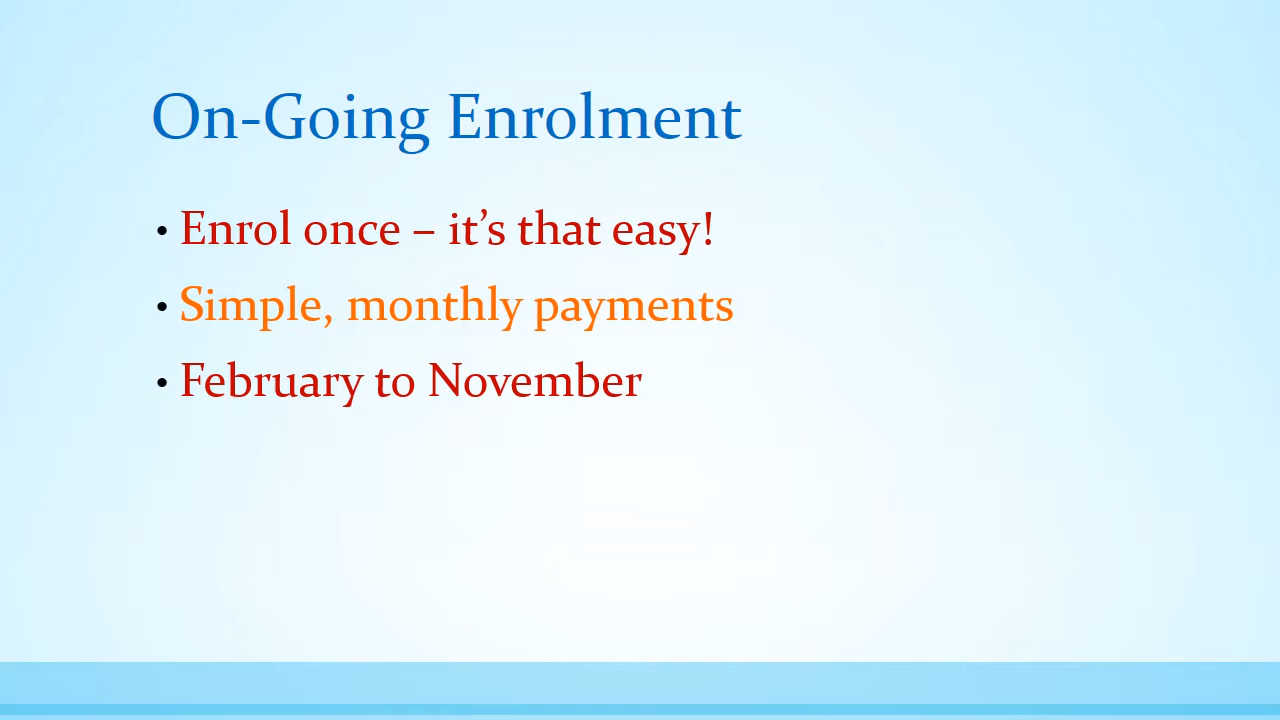 On-Going Enrolment
• Enrol once – it’s that easy!
• Simple, monthly payments
• February to November